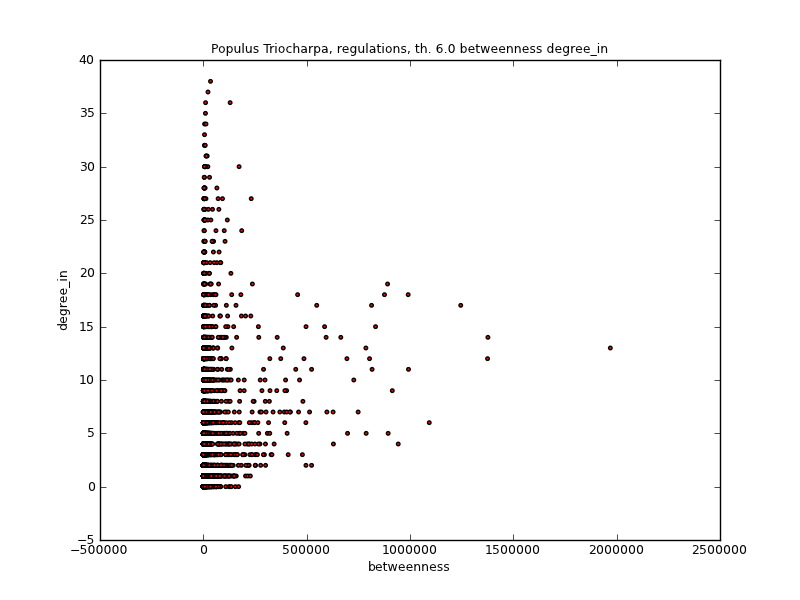 Populus Triocharpa, regulations, th. 6.0 betweenness degree_in
40
35
30
25
20
15
10
5
0
−5
degree_in
−500000 0 500000 1000000 1500000 2000000 2500000
betweenness